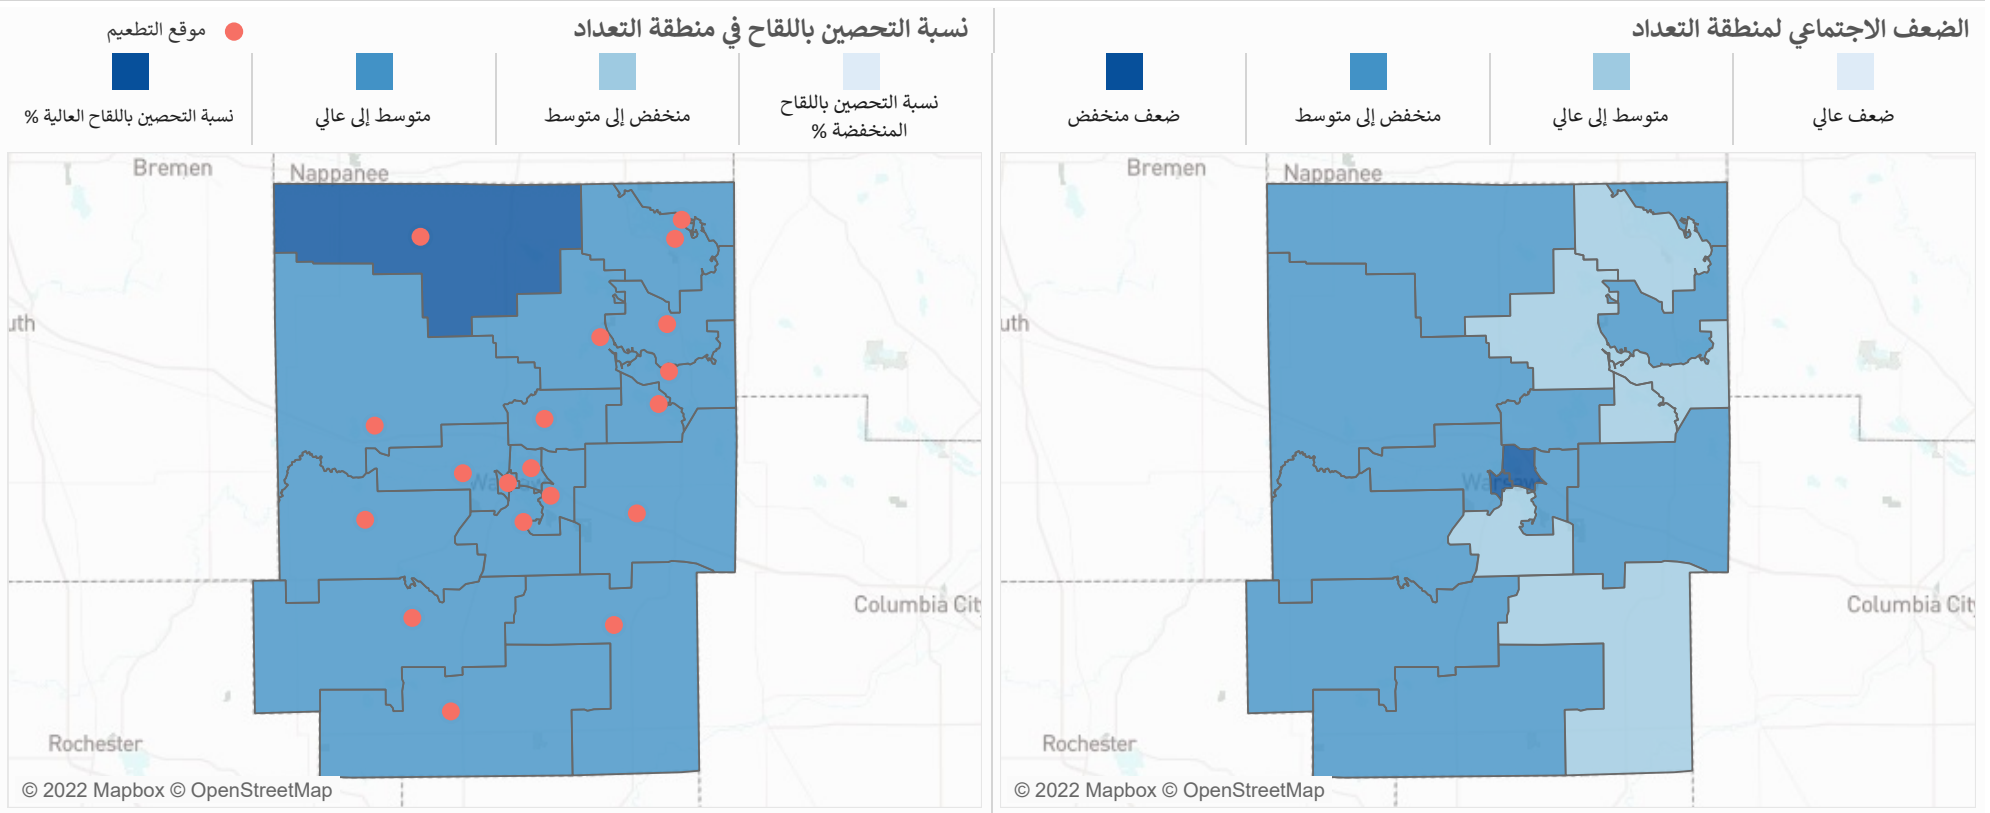 الضعف الاجتماعي لمنطقة التعداد
ضعف عالي
متوسط إلى عالي
منخفض إلى متوسط
ضعف منخفض
Bremen
Nappanee
uth
Warsaw
Columbia City
Rochester
© 2022 Mapbox © OpenStreetMap
نسبة التحصين باللقاح في منطقة التعداد
موقع التطعيم
نسبة التحصين باللقاح
المنخفضة %
منخفض إلى متوسط
متوسط إلى عالي
نسبة التحصين باللقاح العالية %
Bremen
Nappanee
uth
Columbia Cit
Rochester
© 2022 Mapbox © OpenStreetMap